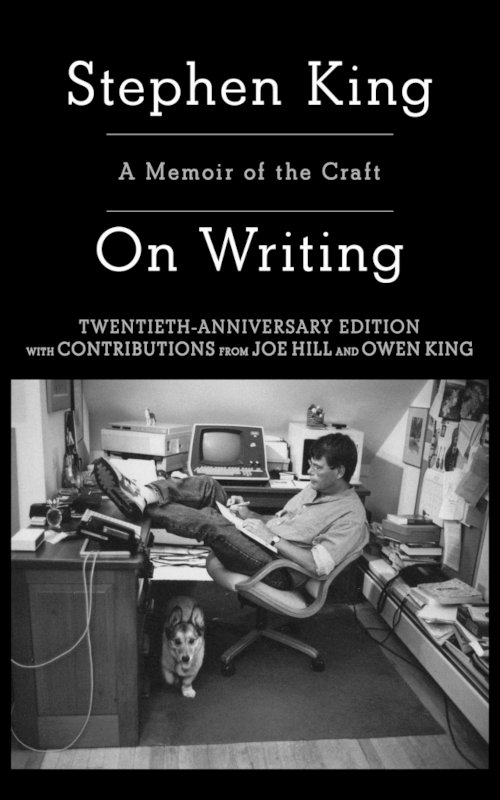 Stephen King
A Memoir of the Craft
On Writing
TWENTIETH-ANNIVERSARY EDITION
WITH CONTRIBUTIONS FROM JOE HILL AND OWEN KING